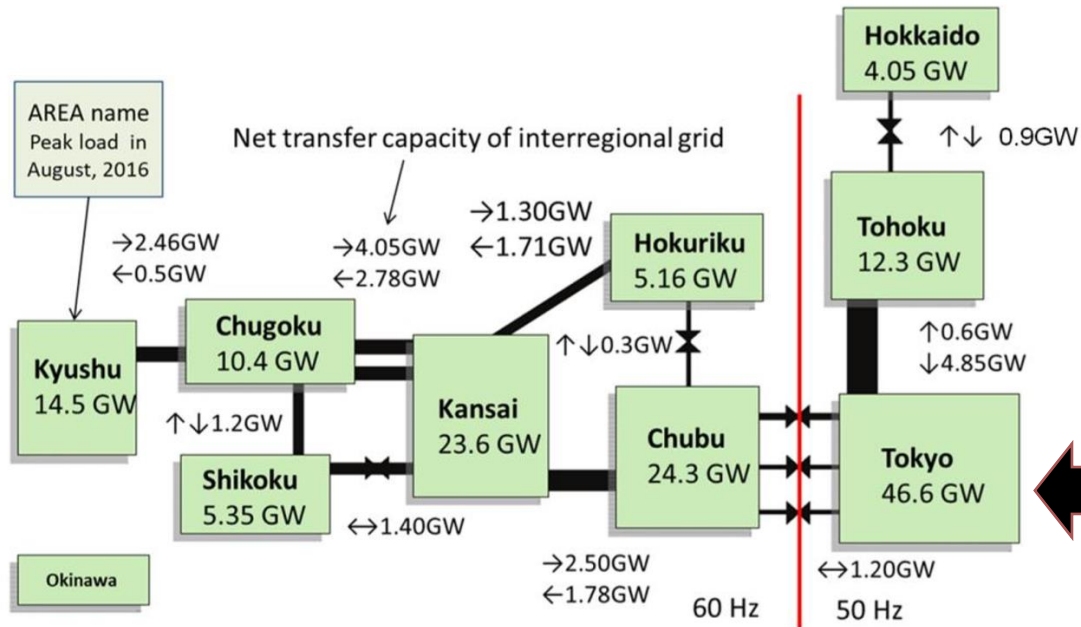 Hokkaido
4.05 GW
AREA name
Peak load in
August, 2016
Net transfer capacity of interregional grid
↑↓ 0.9GW
→2.46GW
←0.5GW
→4.05GW
←2.78GW
→1.30GW
←1.71GW
Hokuriku
5.16 GW
Tohoku
12.3 GW
Chugoku
10.4 GW
Kyushu
14.5 GW
↑↓0.3GW
↑0.6GW
↓4.85GW
Kansai
23.6 GW
↑↓1.2GW
Chubu
24.3 GW
Tokyo
46.6 GW
Shikoku
5.35 GW
↔1.40GW
→2.50GW
←1.78GW
↔1.20GW
60 Hz
50 Hz
Okinawa